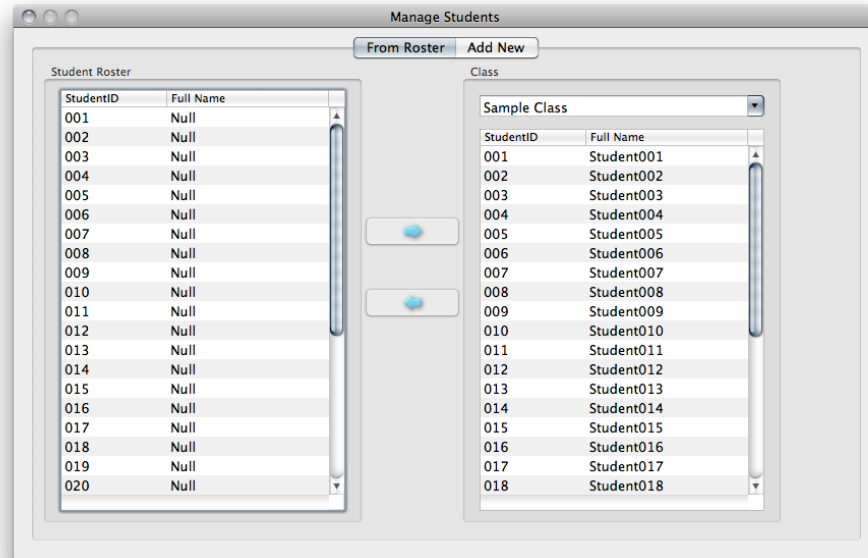 Manage Students
From Roster Add New
Student Roster
StudentID Full Name
001 Null
002 Null
003 Null
004 Null
005 Null
006 Null
007 Null
008 Null
009 Null
010 Null
011 Null
012 Null
013 Null
014 Null
015 Null
016 Null
017 Null
018 Null
019 Null
020 Null
Class
Sample Class
StudentID Full Name
001 Student001
002 Student002
003 Student003
004 Student004
005 Student005
006 Student006
007 Student007
008 Student008
009 Student009
010 Student010
011 Student011
012 Student012
013 Student013
014 Student014
015 Student015
016 Student016
017 Student017
018 Student018